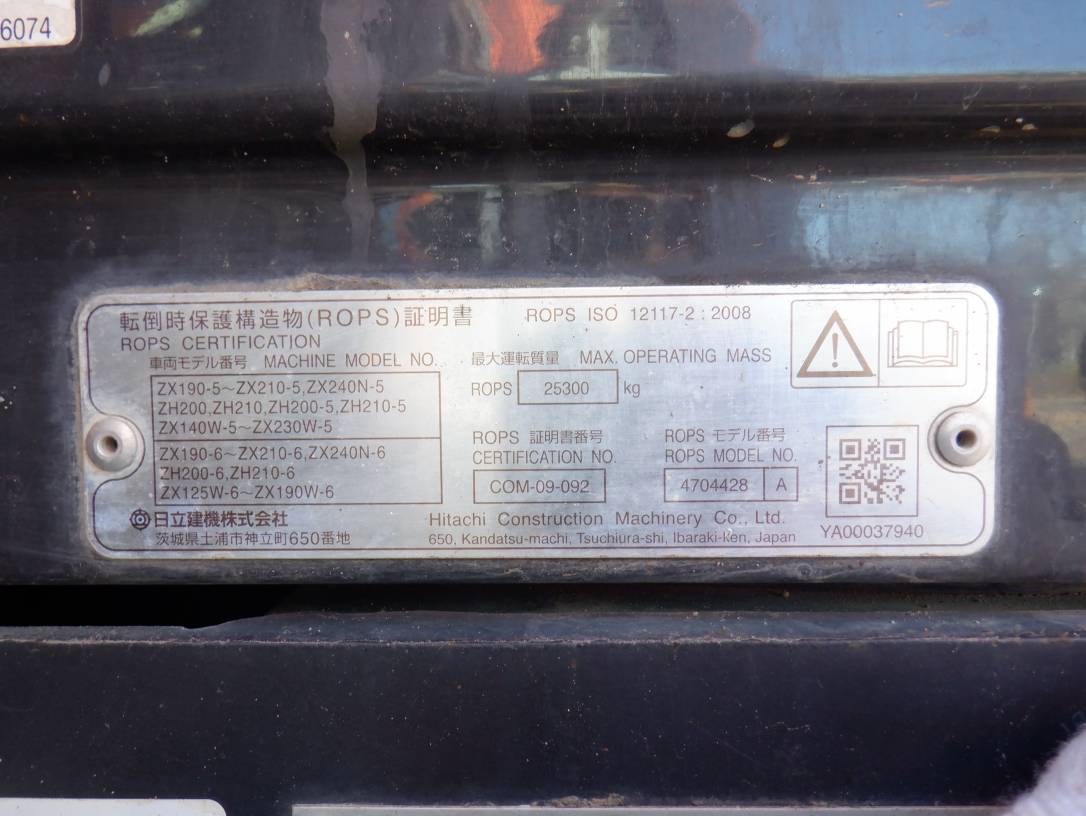 6074
転倒時保護構造物(ROPS)証明書
ROPS CERTIFICATION
ROPS ISO 12117-2 : 2008
車両モデル番号 MACHINE MODEL NO.
ZX190-5～ZX210-5,ZX240N-5
ZH200,ZH210,ZH200-5,ZH210-5
ZX140W-5～ZX230W-5
ZX190-6～ZX210-6,ZX240N-6
ZH200-6,ZH210-6
ZX125W-6～ZX190W-6
最大運転質量 MAX. OPERATING MASS
ROPS 25300 kg
ROPS 証明書番号
CERTIFICATION NO.
COM-09-092
ROPS モデル番号
ROPS MODEL NO.
4704428 A
日立建機株式会社
茨城県土浦市神立町650番地
Hitachi Construction Machinery Co., Ltd.
650, Kandatsu-machi, Tsuchiura-shi, Ibaraki-ken, Japan
YA00037940